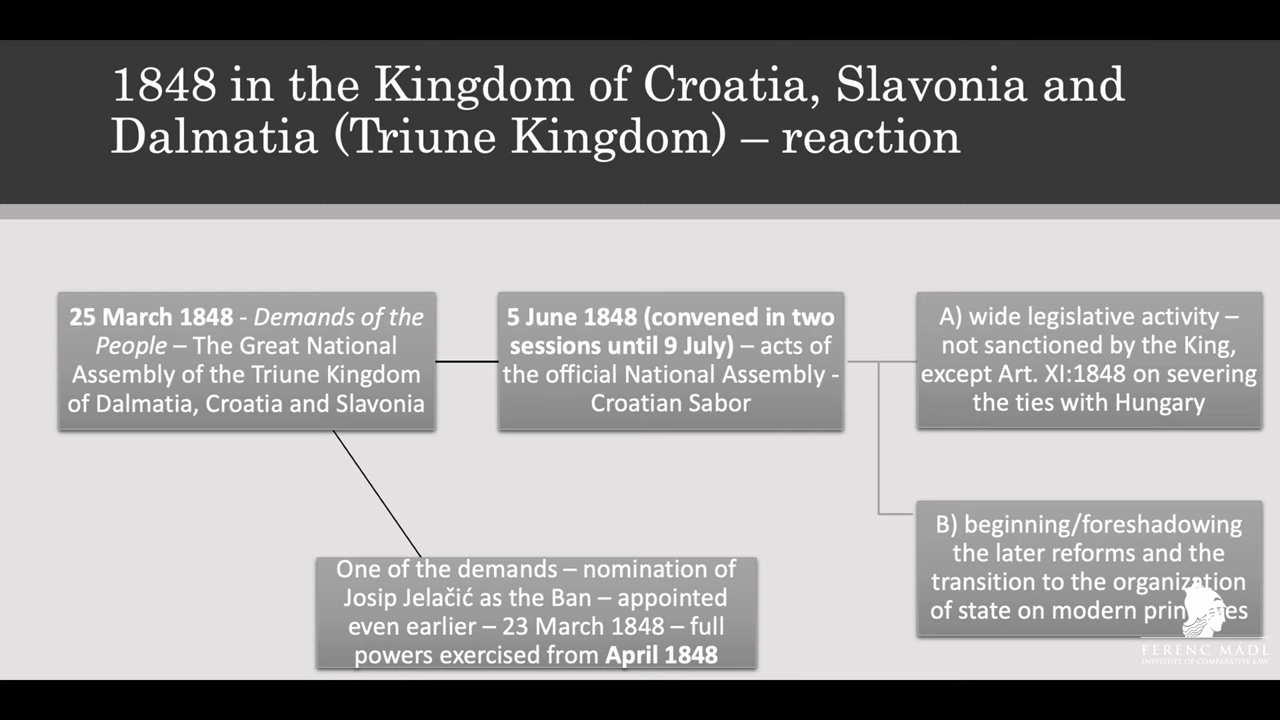 1848 in the Kingdom of Croatia, Slavonia and
Dalmatia (Triune Kingdom) – reaction
25 March 1848 - Demands of the
People – The Great National
Assembly of the Triune Kingdom
of Dalmatia, Croatia and Slavonia
5 June 1848 (convened in two
sessions until 9 July) – acts of
the official National Assembly -
Croatian Sabor
A) wide legislative activity –
not sanctioned by the King,
except Art. XI:1848 on severing
the ties with Hungary
One of the demands – nomination of
Josip Jelačić as the Ban – appointed
even earlier – 23 March 1848 – full
powers exercised from April 1848
B) beginning/foreshadowing
the later reforms and the
transition to the organization
of state on modern principles
FERENC MÁDL
INSTITUTE OF COMPARATIVE LAW